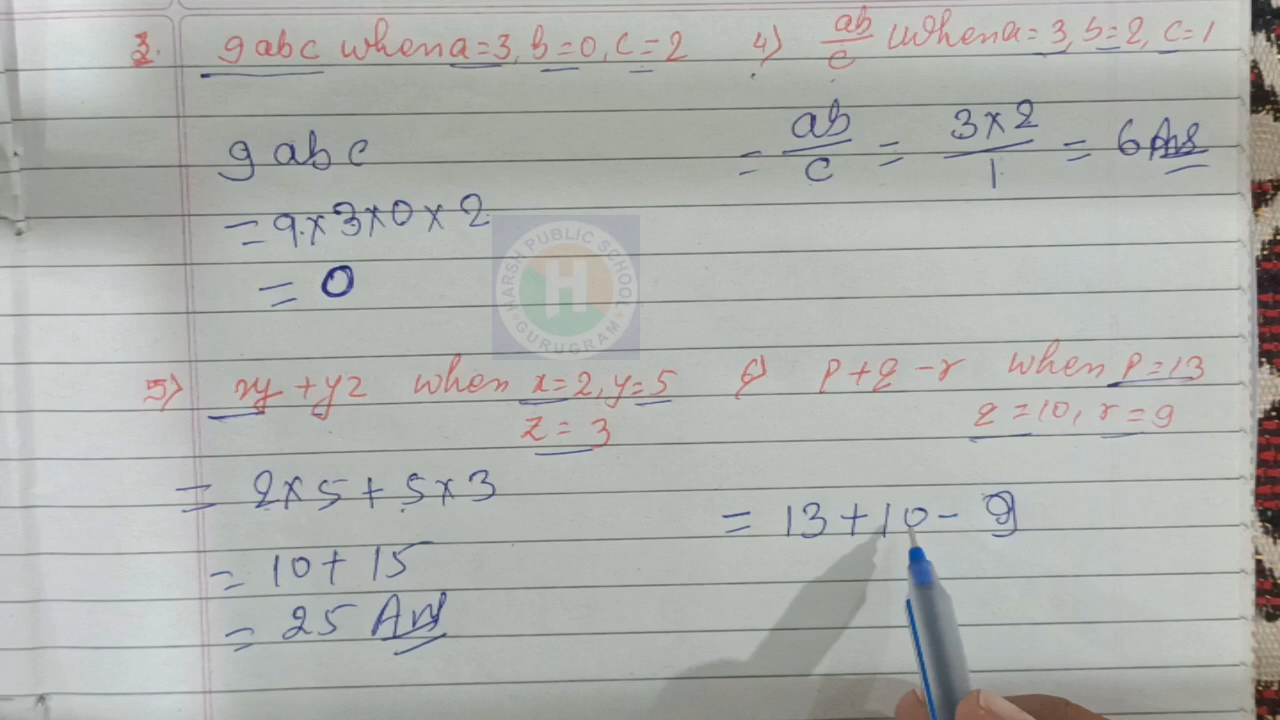 3. 9abc when a=3, b=0, c=2
9abc
= 9×3×0×2
= 0
4) ab/c when a=3, b=2, c=1
= ab/c = 3×2/1 = 6 Ans
HARSH PUBLIC SCHOOL
H
GURUGRAM
5) xy + yz when x=2, y=5
z=3
= 2×5+5×3
= 10+15
= 25 Ans
6) p+q-r when p=13
q=10, r=9
= 13+10-9